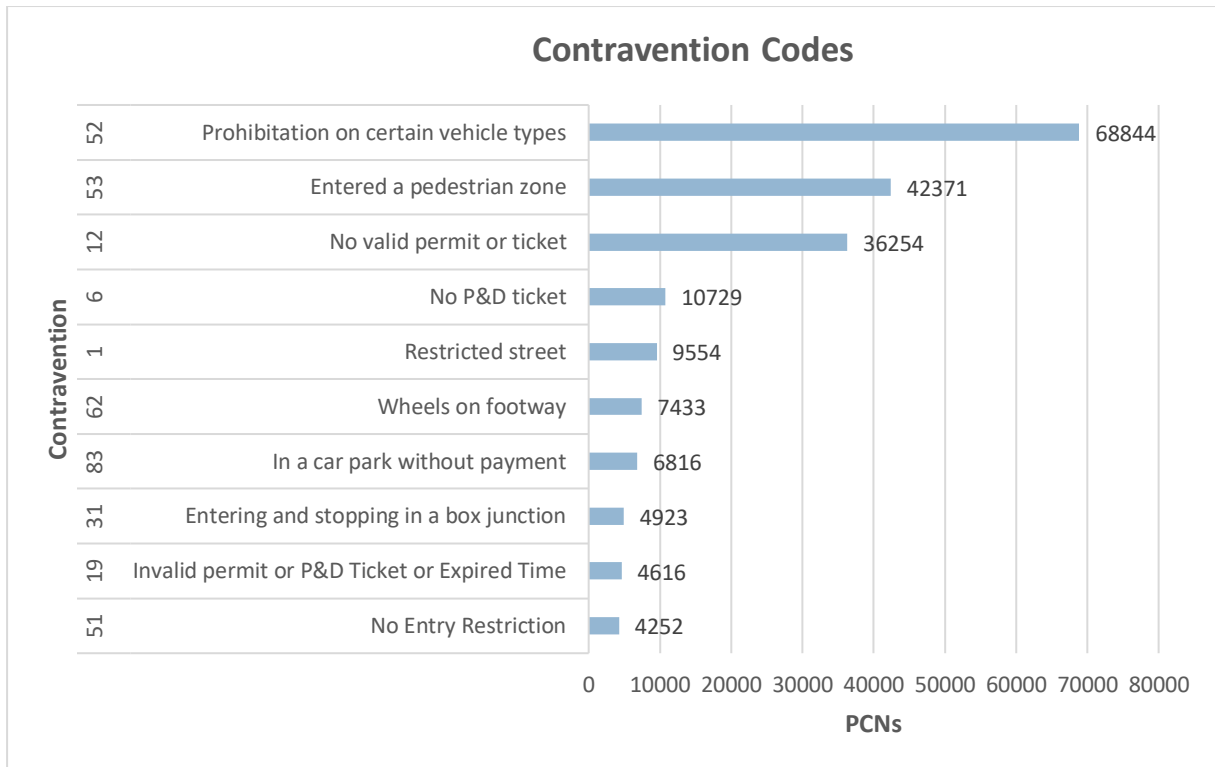 Contravention Codes
Contravention
52 Prohibitation on certain vehicle types 68844
53 Entered a pedestrian zone 42371
12 No valid permit or ticket 36254
6 No P&D ticket 10729
1 Restricted street 9554
62 Wheels on footway 7433
83 In a car park without payment 6816
31 Entering and stopping in a box junction 4923
19 Invalid permit or P&D Ticket or Expired Time 4616
51 No Entry Restriction 4252
0 10000 20000 30000 40000 50000 60000 70000 80000
PCNs